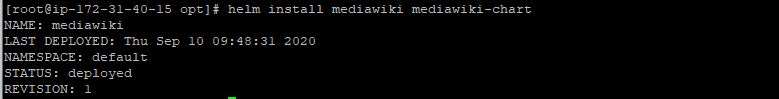 [root@ip-172-31-40-15 opt]# helm install mediawiki mediawiki-chart
NAME: mediawiki
LAST DEPLOYED: Thu Sep 10 09:48:31 2020
NAMESPACE: default
STATUS: deployed
REVISION: 1